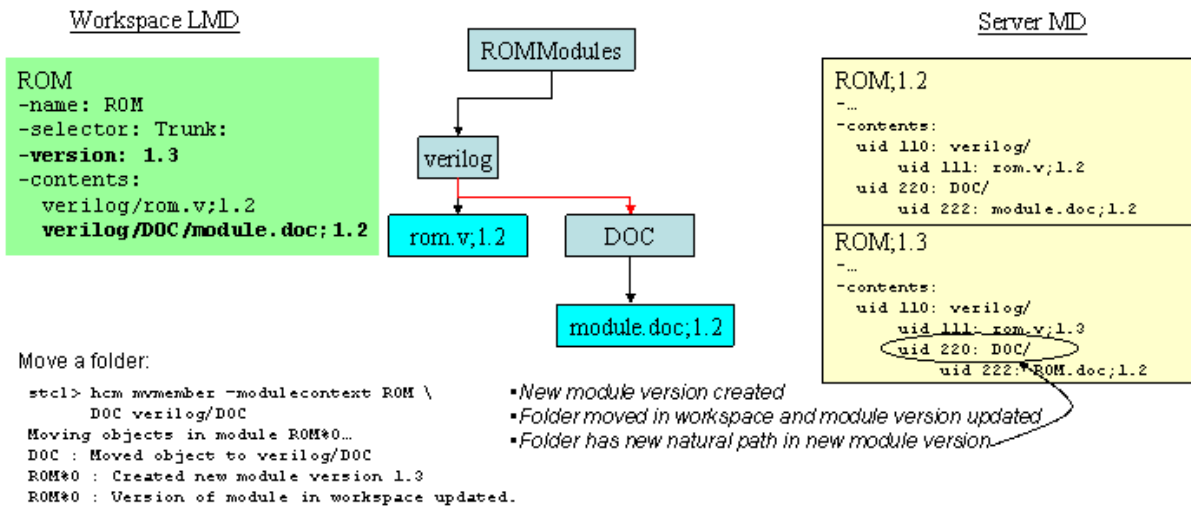 Workspace LMD
ROM
-name: ROM
-selector: Trunk:
-version: 1.3
-contents:
verilog/rom.v;1.2
verilog/DOC/module.doc;1.2
ROMModules
verilog
rom.v;1.2
DOC
module.doc;1.2
Server MD
ROM;1.2
-…
-contents:
uid 110: verilog/
uid 111: rom.v;1.2
uid 220: DOC/
uid 222: module.doc;1.2
ROM;1.3
-…
-contents:
uid 110: verilog/
uid 111: rom.v;1.3
uid 220: DOC/
uid 222: ROM.doc;1.2
Move a folder:
stcl> hcm mvmember -modulecontext ROM \
DOC verilog/DOC
Moving objects in module ROM%0…
DOC : Moved object to verilog/DOC
ROM%0 : Created new module version 1.3
ROM%0 : Version of module in workspace updated.
▪New module version created
▪Folder moved in workspace and module version updated
▪Folder has new natural path in new module version